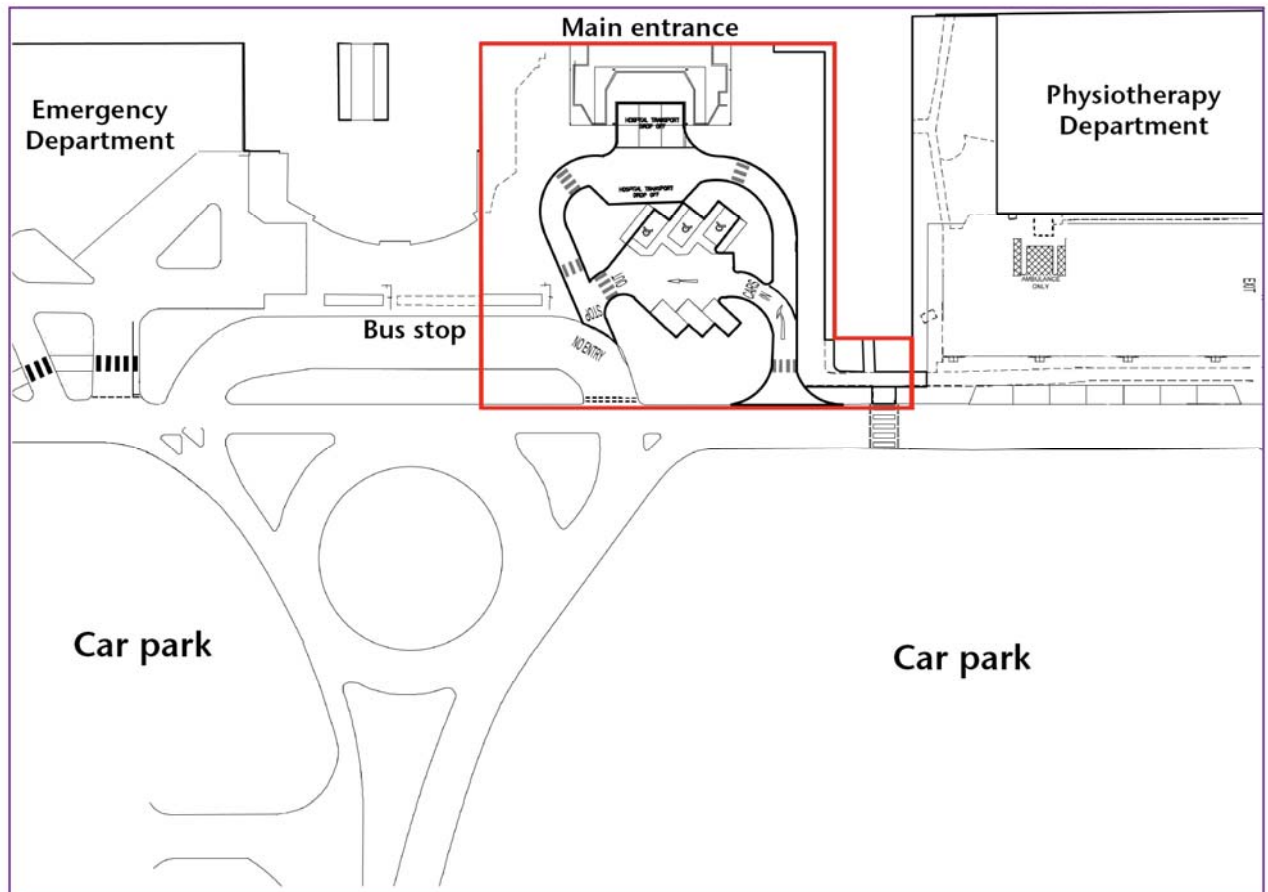 Main entrance
Emergency
Department
Physiotherapy
Department
HOSPITAL TRANSPORT
DROP OFF
HOSPITAL TRANSPORT
DROP OFF
OUT
STOP
CARS
IN
NO ENTRY
Bus stop
AMBULANCE
ONLY
EXIT
Car park
Car park